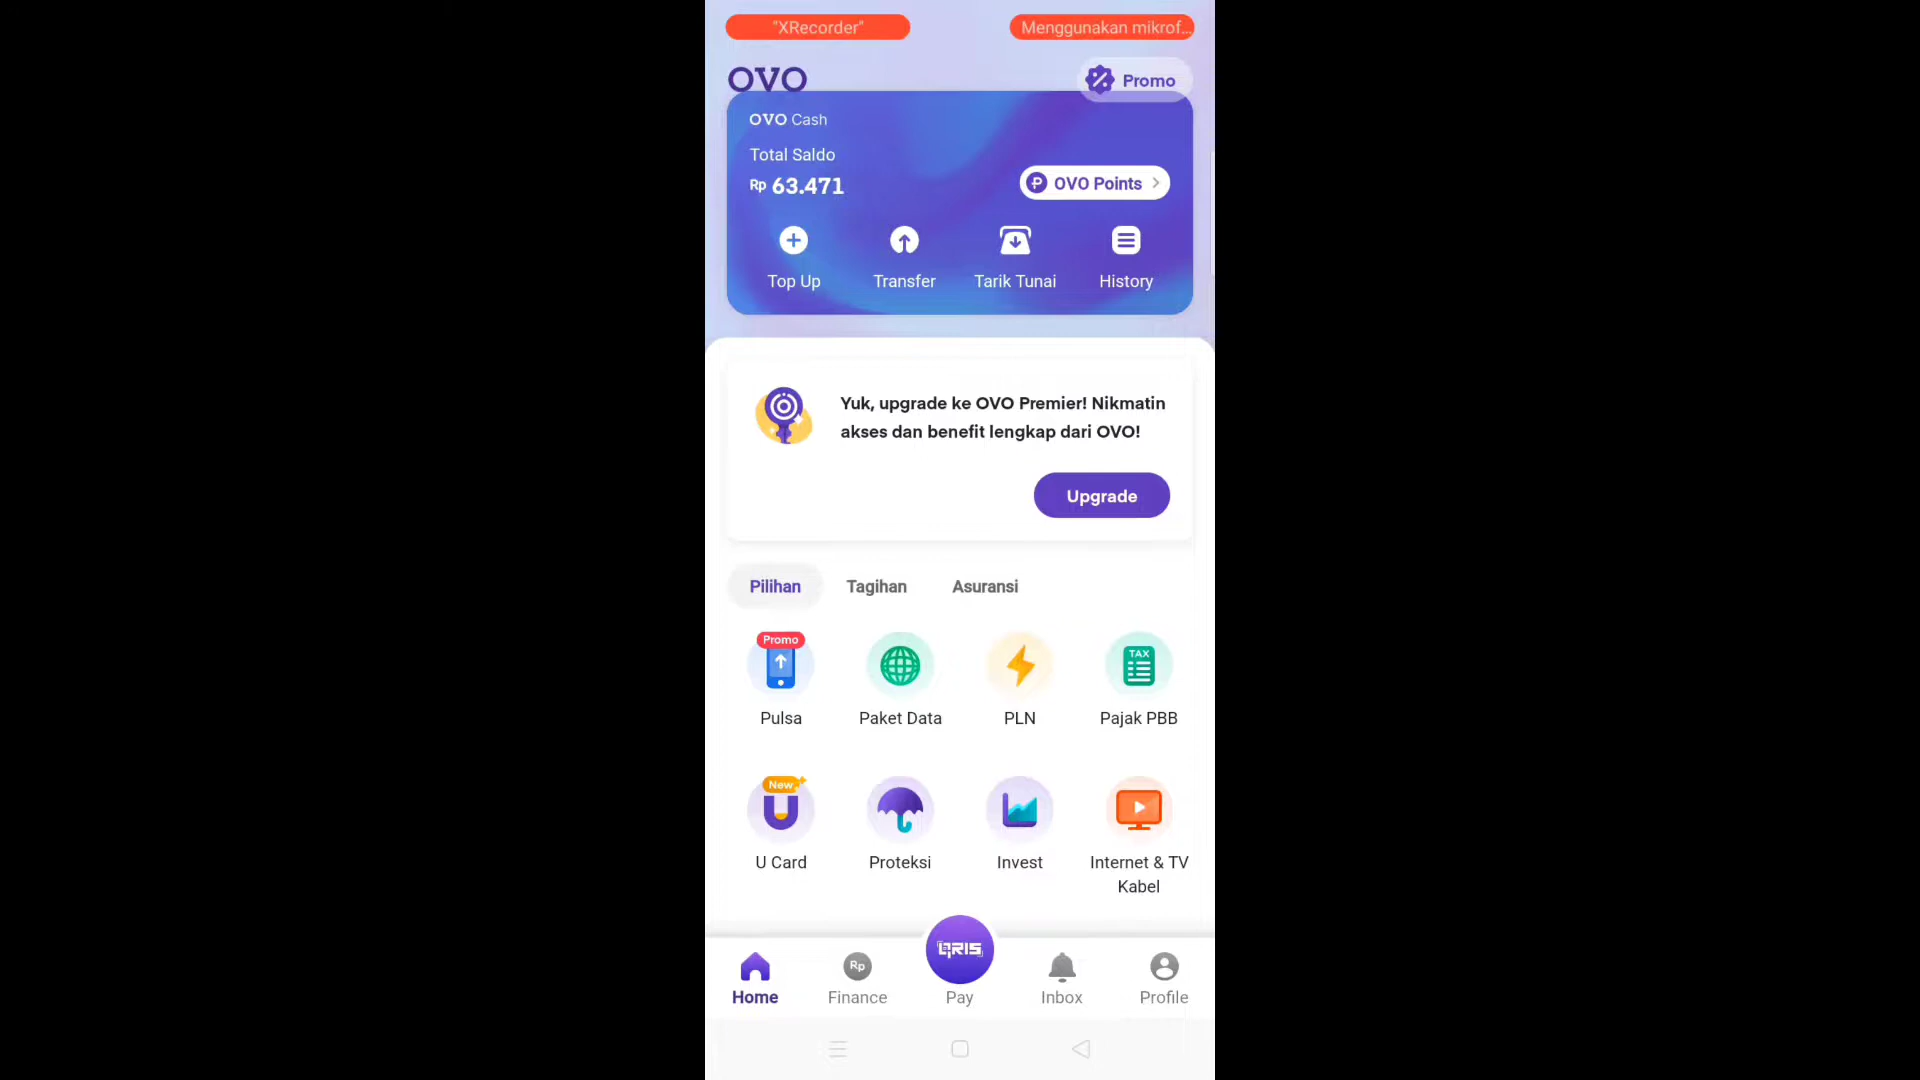 "XRecorder"
Menggunakan mikrof...
OVO
Promo
OVO Cash
Total Saldo
Rp 63.471
OVO Points
Top Up
Transfer
Tarik Tunai
History
Yuk, upgrade ke OVO Premier! Nikmatin
akses dan benefit lengkap dari OVO!
Upgrade
Pilihan
Tagihan
Asuransi
Promo
TAX
Pulsa
Paket Data
PLN
Pajak PBB
New
U Card
Proteksi
Invest
Internet & TV
Kabel
QRIS
Rp
Home
Finance
Pay
Inbox
Profile